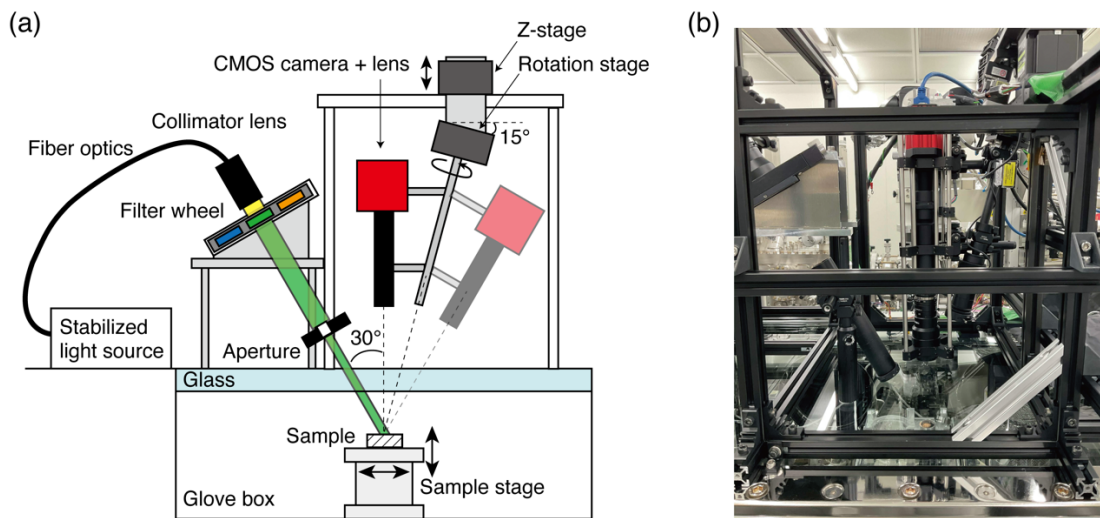 (a)
(b)
Z-stage
CMOS camera + lens
Rotation stage
Collimator lens
15°
Fiber optics
Filter wheel
Stabilized
light source
Aperture
30°
Glass
Sample
Sample stage
Glove box